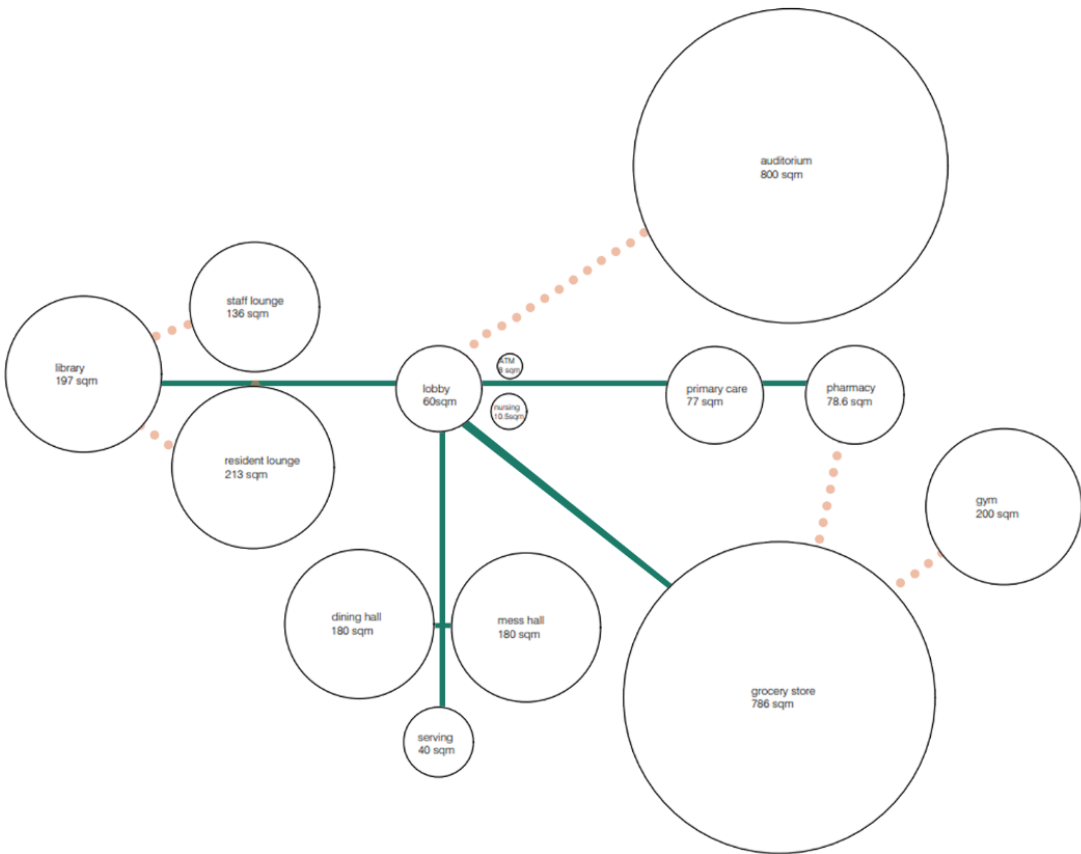 auditorium
800 sqm
staff lounge
136 sqm
library
197 sqm
ATM
8 sqm
lobby
60sqm
nursing
10.5sqm
primary care
77 sqm
pharmacy
78.6 sqm
resident lounge
213 sqm
gym
200 sqm
dining hall
180 sqm
mess hall
180 sqm
grocery store
786 sqm
serving
40 sqm